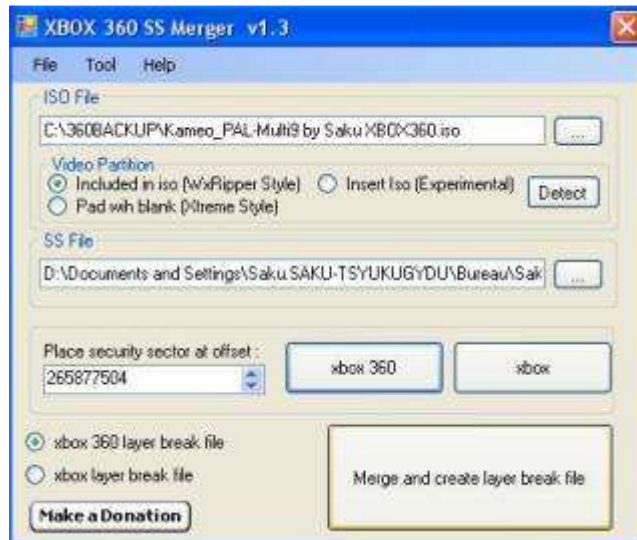 XBOX 360 SS Merger v1.3
File Tool Help
ISO File
C:\360BACKUP\Kameo_PAL-Multi9 by Saku XBOX360.iso ...
Video Partition
Included in iso (WxRipper Style) Insert Iso (Experimental) Detect
Pad wih blank (Xtreme Style)
SS File
D:\Documents and Settings\Saku.SAKU-TSYUKUGYDU\Bureau\Sak ...
Place security sector at offset :
265877504 xbox 360 xbox
xbox 360 layer break file
xbox layer break file Merge and create layer break file
Make a Donation